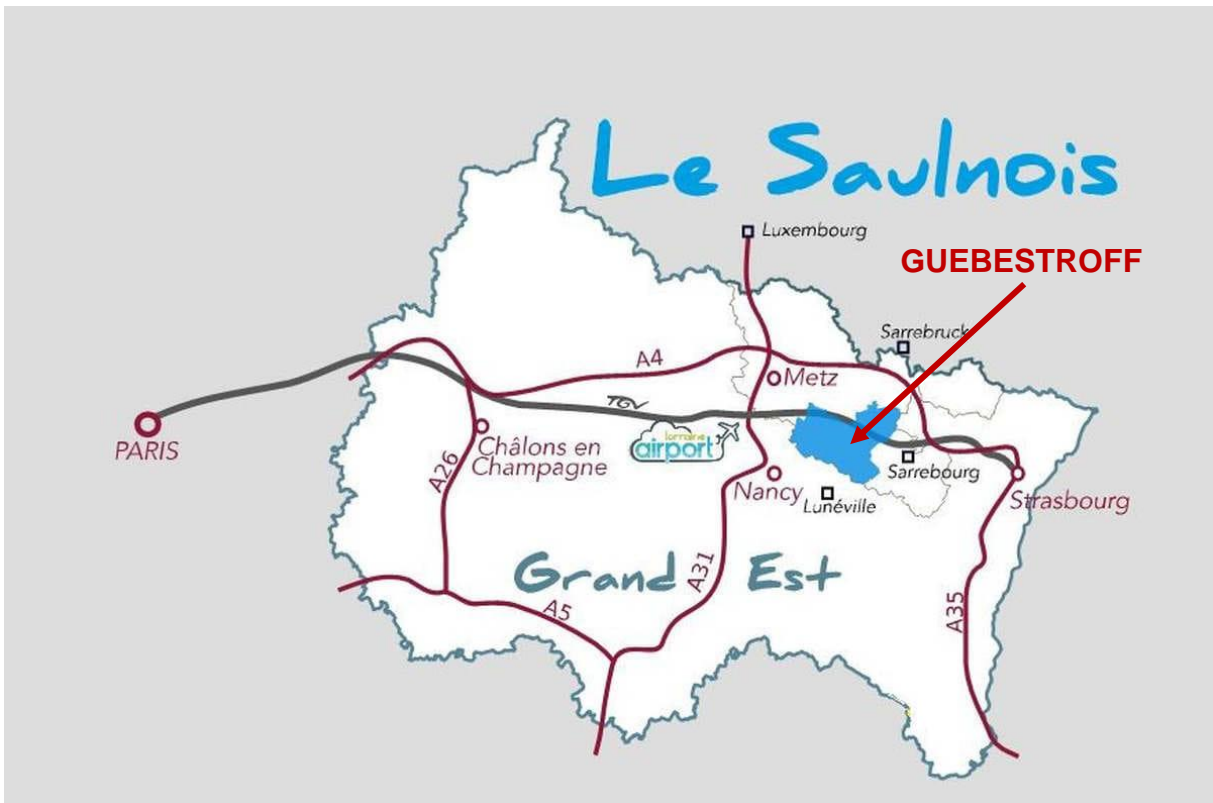 Le Saulnois
Luxembourg
GUEBESTROFF
Sarrebruck
A4
Metz
TGV
PARIS
lorraine
airport
Châlons en
Champagne
A26
Nancy
Lunéville
Sarrebourg
Strasbourg
Grand Est
A31
A5
A35